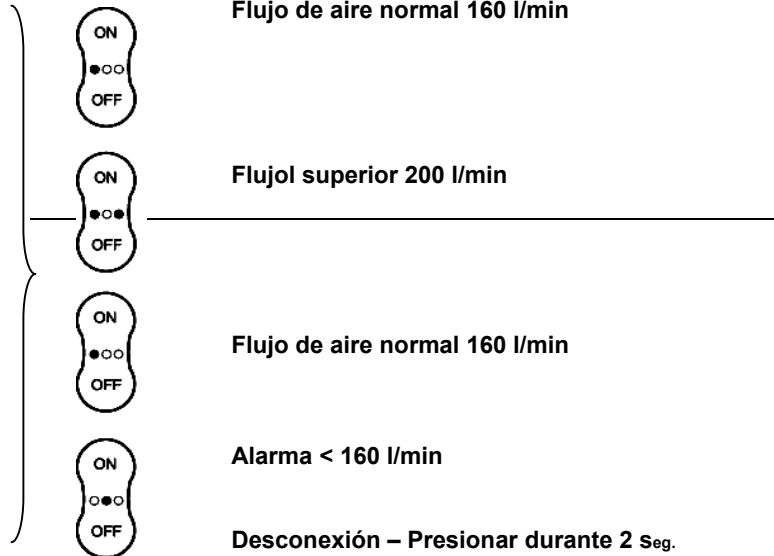 Flujo de aire normal 160 l/min
ON
OFF
ON
Flujol superior 200 l/min
OFF
ON
Flujo de aire normal 160 l/min
OFF
Alarma < 160 l/min
ON
OFF
Desconexión – Presionar durante 2 seg.